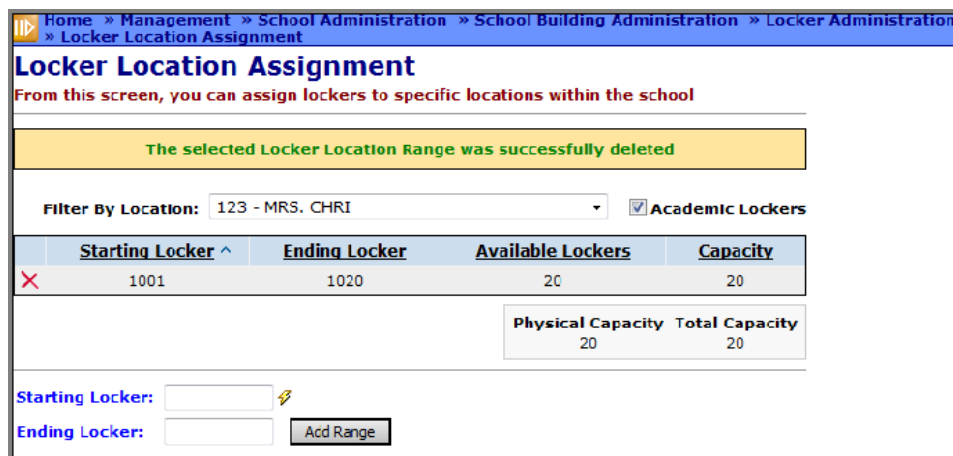 Home » Management » School Administration » School Building Administration » Locker Administration
» Locker Location Assignment
Locker Location Assignment
From this screen, you can assign lockers to specific locations within the school
The selected Locker Location Range was successfully deleted
Filter By Location: 123 - MRS. CHRI Academic Lockers
Starting Locker ^ Ending Locker Available Lockers Capacity
1001 1020 20 20
Physical Capacity Total Capacity
20 20
Starting Locker:
Ending Locker: Add Range